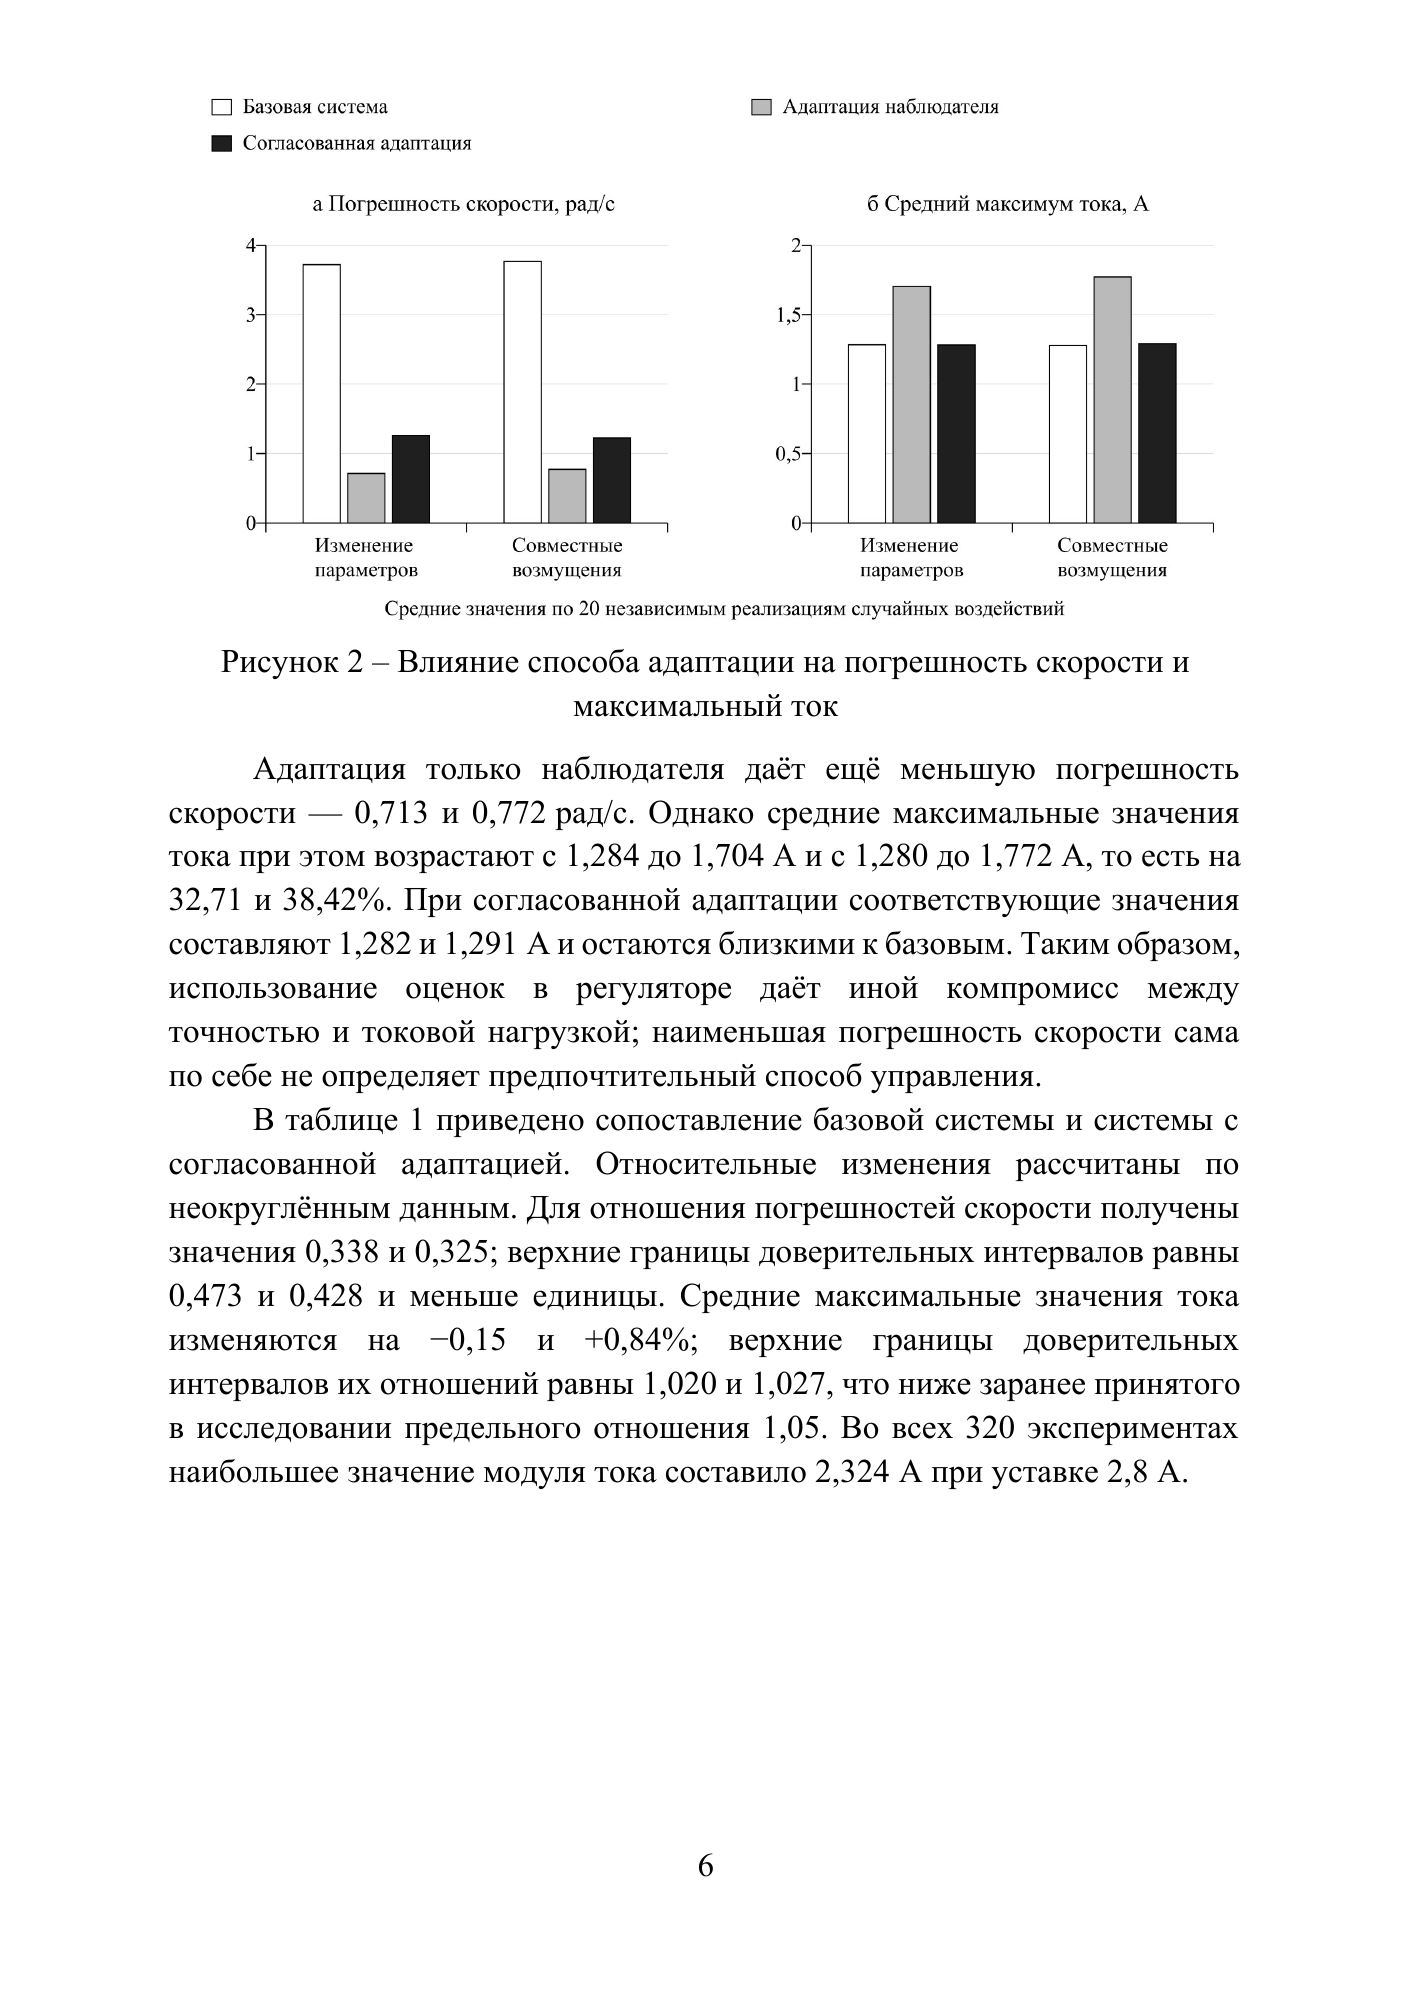 Базовая система
Адаптация наблюдателя
Согласованная адаптация
а Погрешность скорости, рад/с
4
3
2
1
0
Изменение
параметров
Совместные
возмущения
б Средний максимум тока, А
2
1,5
1
0,5
0
Изменение
параметров
Совместные
возмущения
Средние значения по 20 независимым реализациям случайных воздействий
Рисунок 2 – Влияние способа адаптации на погрешность скорости и
максимальный ток
Адаптация только наблюдателя даёт ещё меньшую погрешность
скорости — 0,713 и 0,772 рад/с. Однако средние максимальные значения
тока при этом возрастают с 1,284 до 1,704 А и с 1,280 до 1,772 А, то есть на
32,71 и 38,42%. При согласованной адаптации соответствующие значения
составляют 1,282 и 1,291 А и остаются близкими к базовым. Таким образом,
использование оценок в регуляторе даёт иной компромисс между
точностью и токовой нагрузкой; наименьшая погрешность скорости сама
по себе не определяет предпочтительный способ управления.
В таблице 1 приведено сопоставление базовой системы и системы с
согласованной адаптацией. Относительные изменения рассчитаны по
неокруглённым данным. Для отношения погрешностей скорости получены
значения 0,338 и 0,325; верхние границы доверительных интервалов равны
0,473 и 0,428 и меньше единицы. Средние максимальные значения тока
изменяются на −0,15 и +0,84%; верхние границы доверительных
интервалов их отношений равны 1,020 и 1,027, что ниже заранее принятого
в исследовании предельного отношения 1,05. Во всех 320 экспериментах
наибольшее значение модуля тока составило 2,324 А при уставке 2,8 А.
6